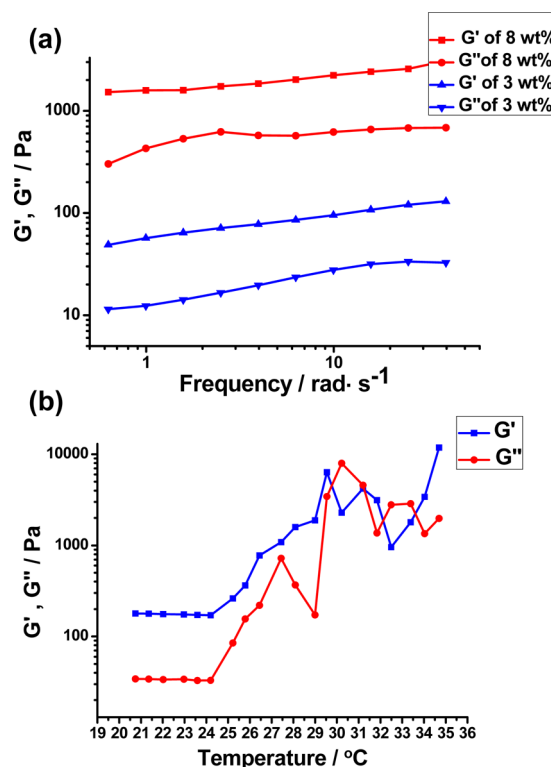 (a)
G' of 8 wt%
G''of 8 wt%
G' of 3 wt%
G''of 3 wt%
1000
100
10
G', G'' / Pa
1 10
Frequency / rad· s-1
(b)
G'
G''
10000
1000
100
G' , G'' / Pa
19 20 21 22 23 24 25 26 27 28 29 30 31 32 33 34 35 36
Temperature / oC